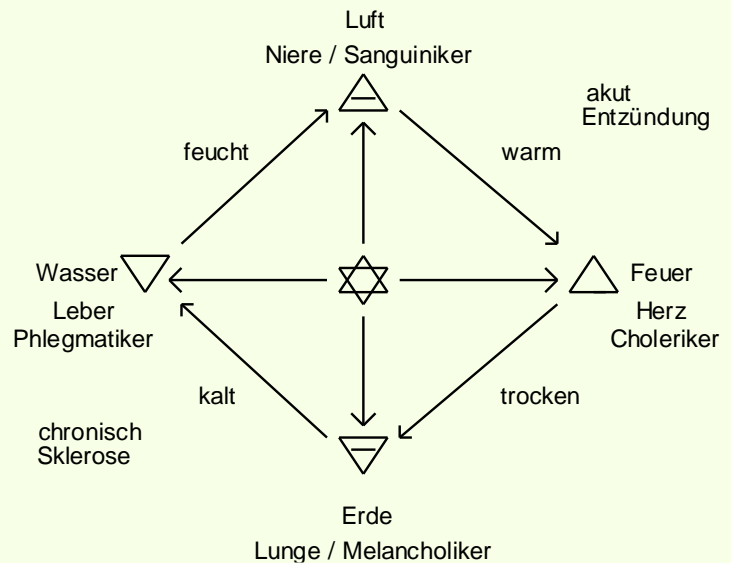 Luft
Niere / Sanguiniker
akut
Entzündung
feucht
warm
Wasser
Leber
Phlegmatiker
Feuer
Herz
Choleriker
kalt
trocken
chronisch
Sklerose
Erde
Lunge / Melancholiker